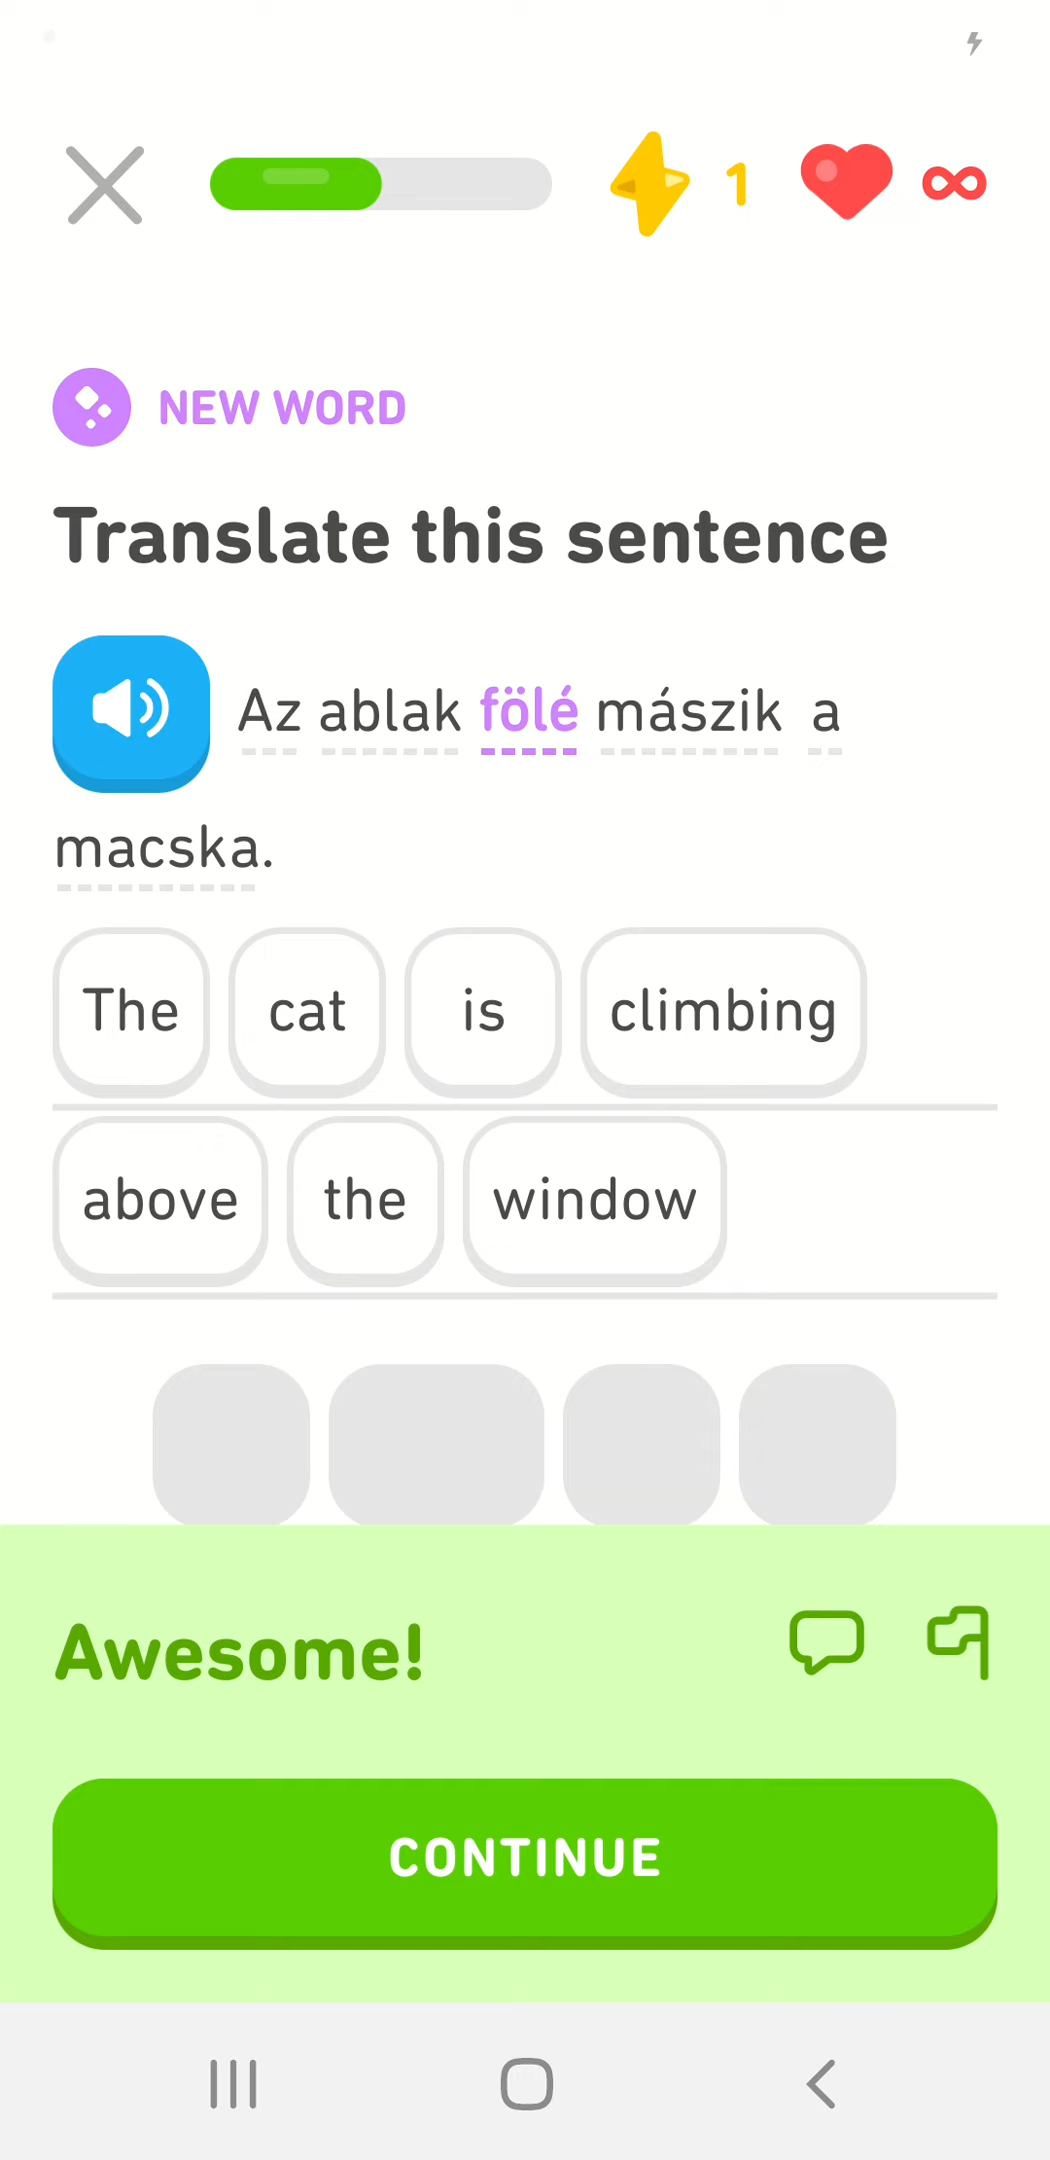 1 ∞
NEW WORD
Translate this sentence
Az ablak fölé mászik a
macska.
The cat is climbing
above the window
Awesome!
CONTINUE